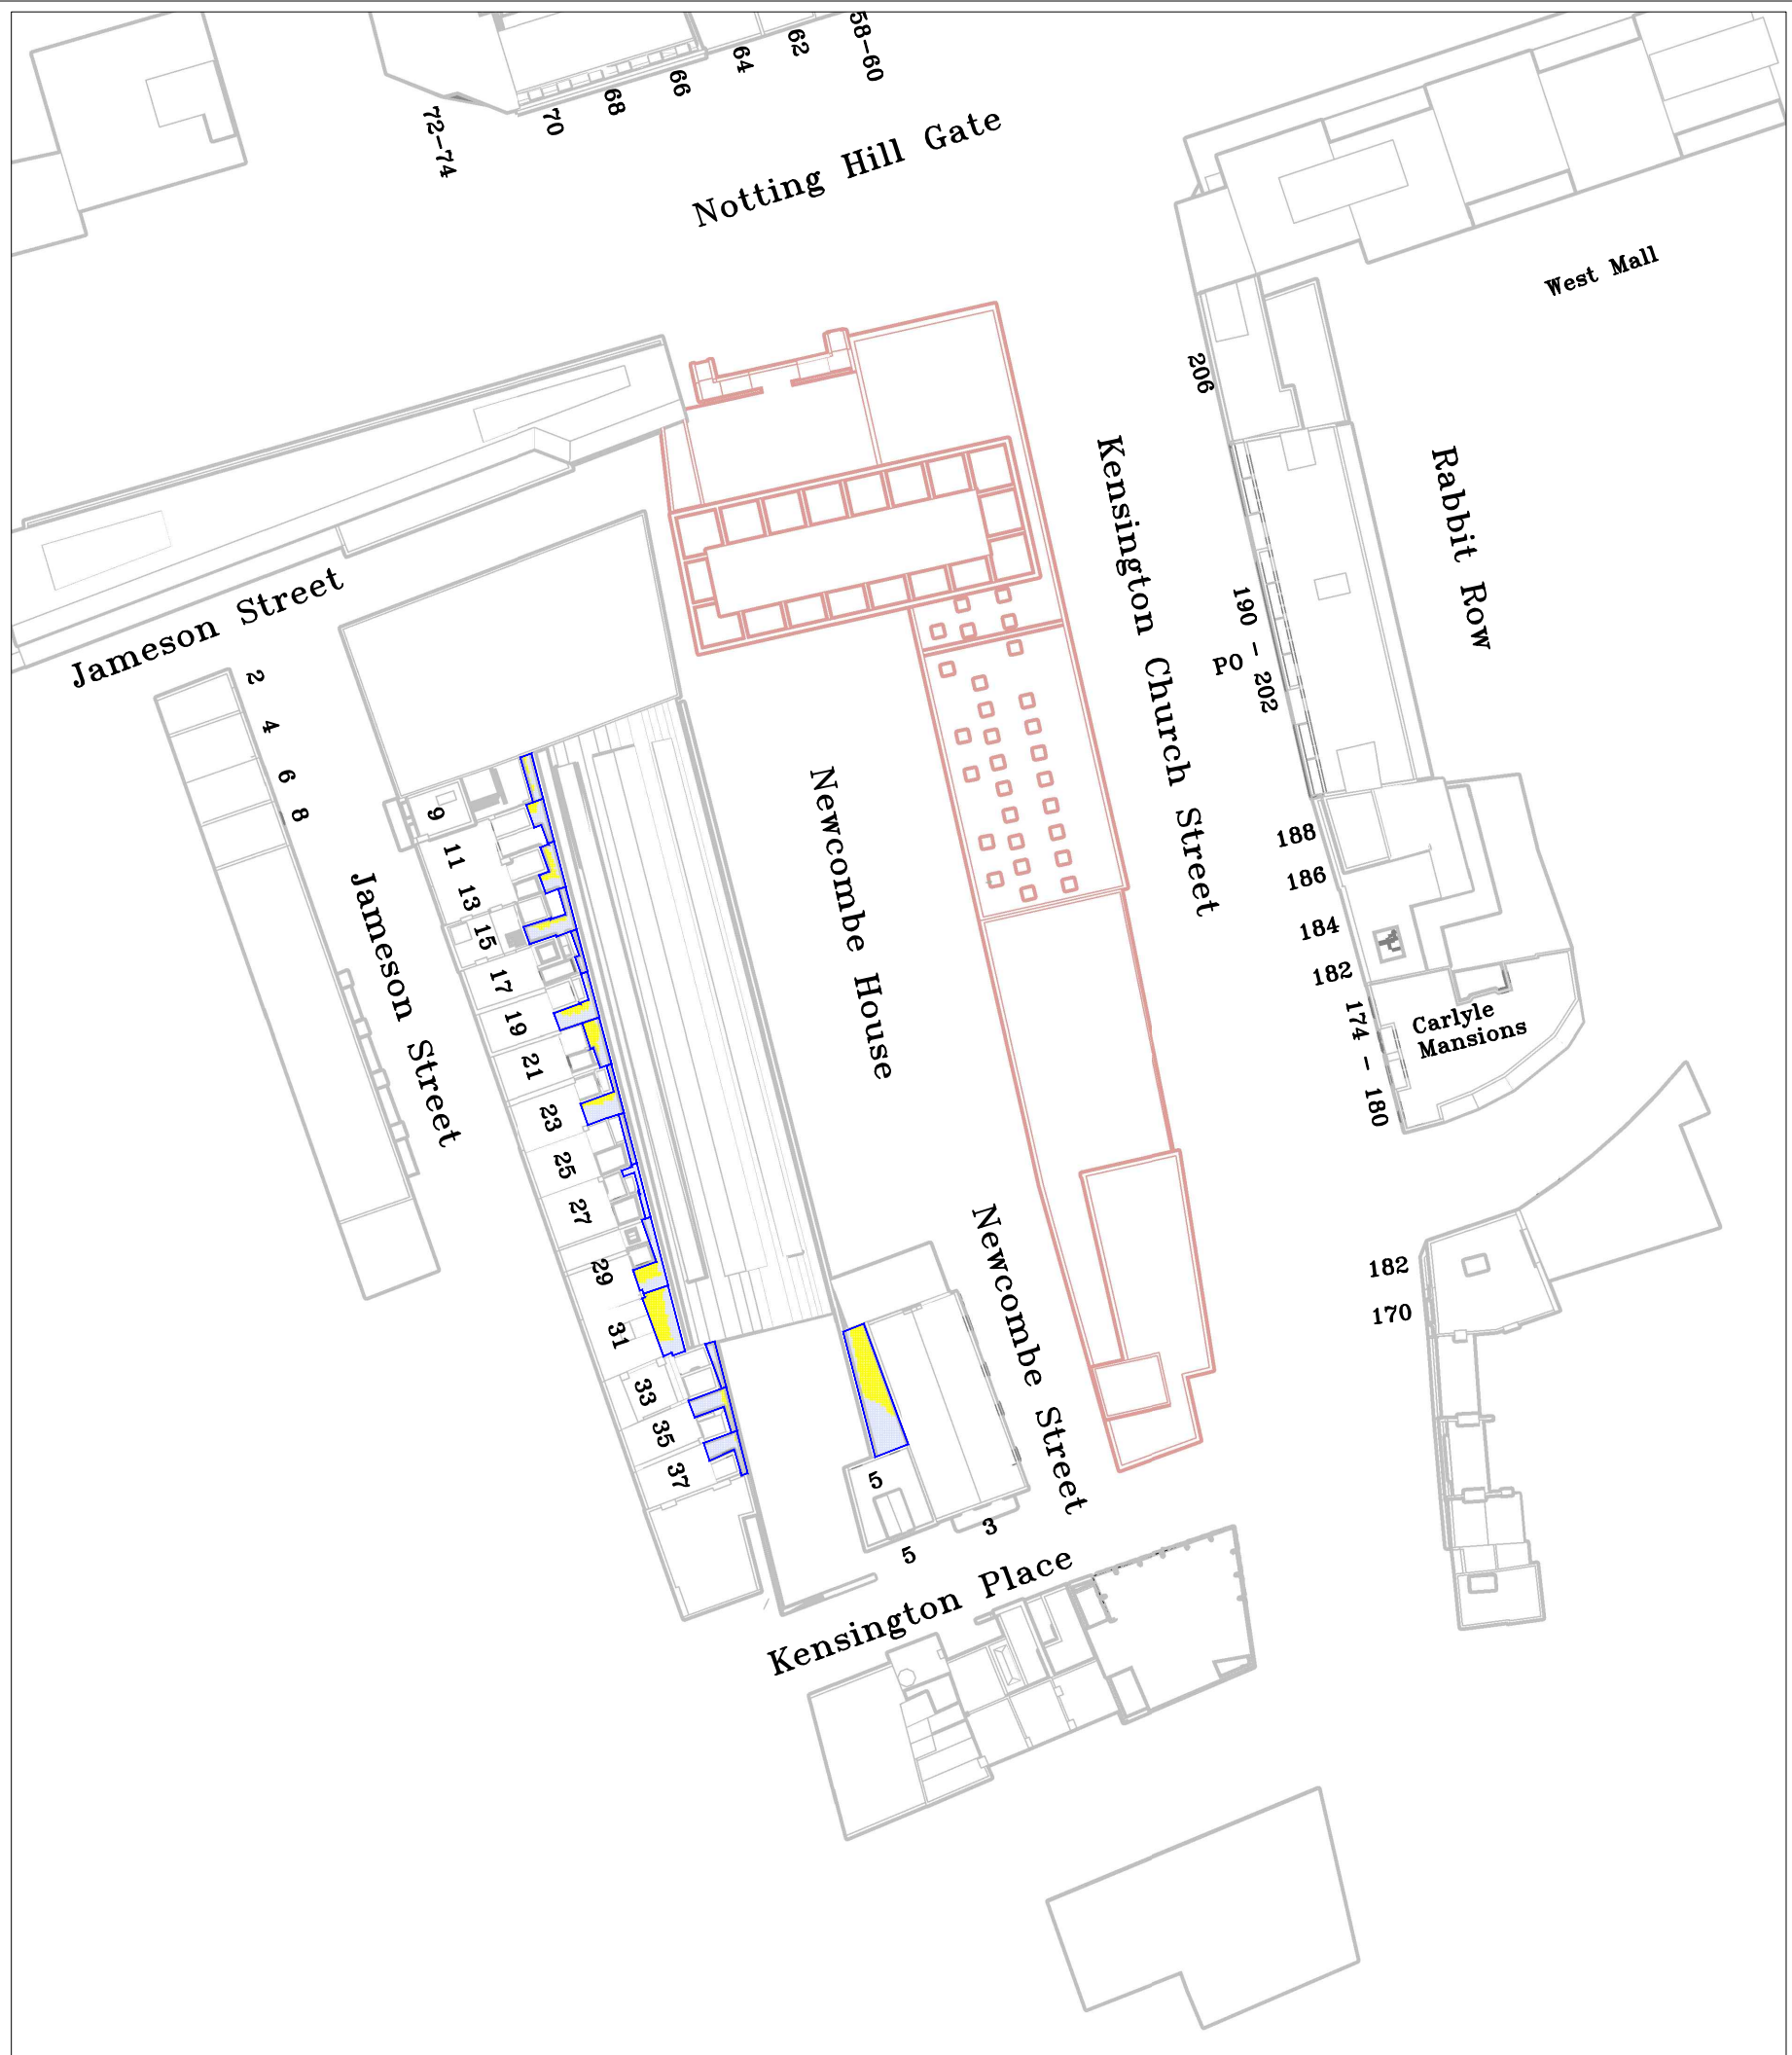 58-60
62
64
66
68
70
72-74
Notting Hill Gate
West Mall
206
Rabbit Row
Kensington Church Street
190 - 202
PO
Jameson Street
2
4
6
8
9
11
13
15
17
19
21
23
25
27
29
31
33
35
37
Jameson Street
Newcombe House
Newcombe Street
188
186
184
182
174 - 180
Carlyle
Mansions
182
170
5
5
3
Kensington Place